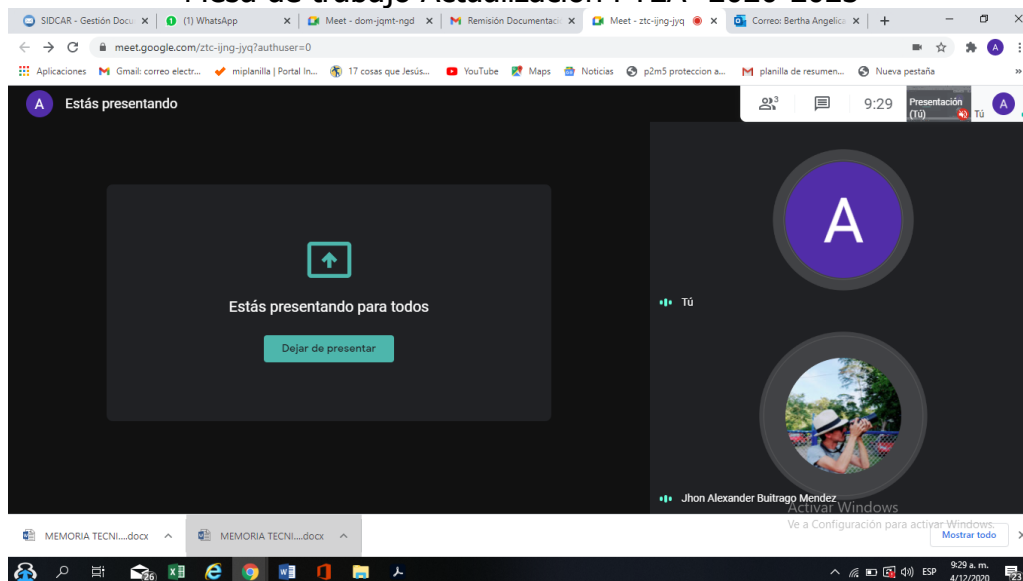 SIDCAR - Gestión Docu
(1) WhatsApp
Meet - dom-jqmt-ngd
Remisión Documentaci
Meet - ztc-ijng-jyq
Correo: Bertha Angelica
meet.google.com/ztc-ijng-jyq?authuser=0
A
Aplicaciones
Gmail: correo electr...
miplanilla | Portal In...
17 cosas que Jesús...
YouTube
Maps
Noticias
p2m5 proteccion a...
planilla de resumen...
Nueva pestaña
»
A
Estás presentando
3
9:29
Presentación
(Tú)
Tú
A
A
Estás presentando para todos
Tú
Dejar de presentar
Jhon Alexander Buitrago Mendez
Activar Windows
Ve a Configuración para activar Windows.
MEMORIA TECNI....docx
MEMORIA TECNI....docx
Mostrar todo
26
ESP
9:29 a. m.
4/12/2020
23